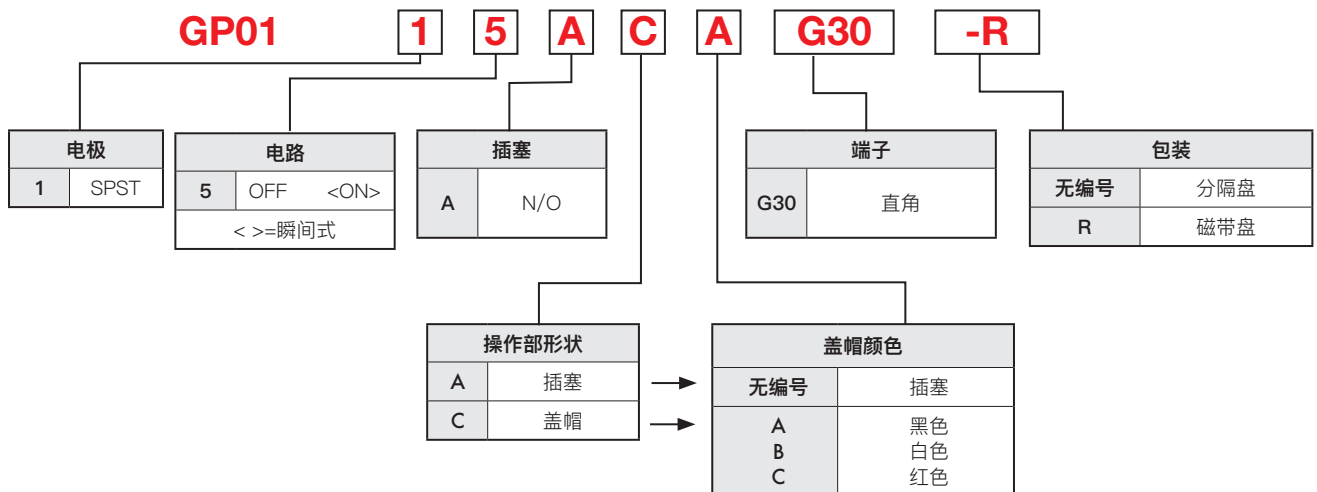 GP01 1 5 A C A G30 -R
电极
1 SPST
电路
5 OFF <ON>
< >=瞬间式
插塞
A N/O
端子
G30 直角
包装
无编号 分隔盘
R 磁带盘
操作部形状
A 插塞
C 盖帽
盖帽颜色
无编号 插塞
A 黑色
B 白色
C 红色